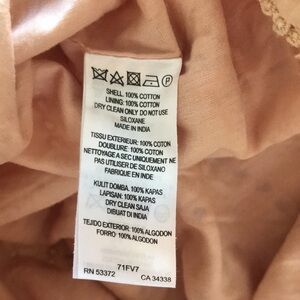 SHELL: 100% COTTON
LINING: 100% COTTON
DRY CLEAN ONLY DO NOT USE
SILOXANE
MADE IN INDIA
TISSU EXTERIEUR: 100% COTON
DOUBLURE: 100% COTON
NETTOYAGE A SEC UNIQUEMENT NE
PAS UTILISER DE SILOXANO
FABRIQUE EN INDE
KULIT DOMBA: 100% KAPAS
LAPISAN: 100% KAPAS
DRY CLEAN SAJA
DIBUAT DI INDIA
TEJIDO EXTERIOR: 100% ALGODON
FORRO: 100% ALGODON
71FV7
RN 53372 CA 34338